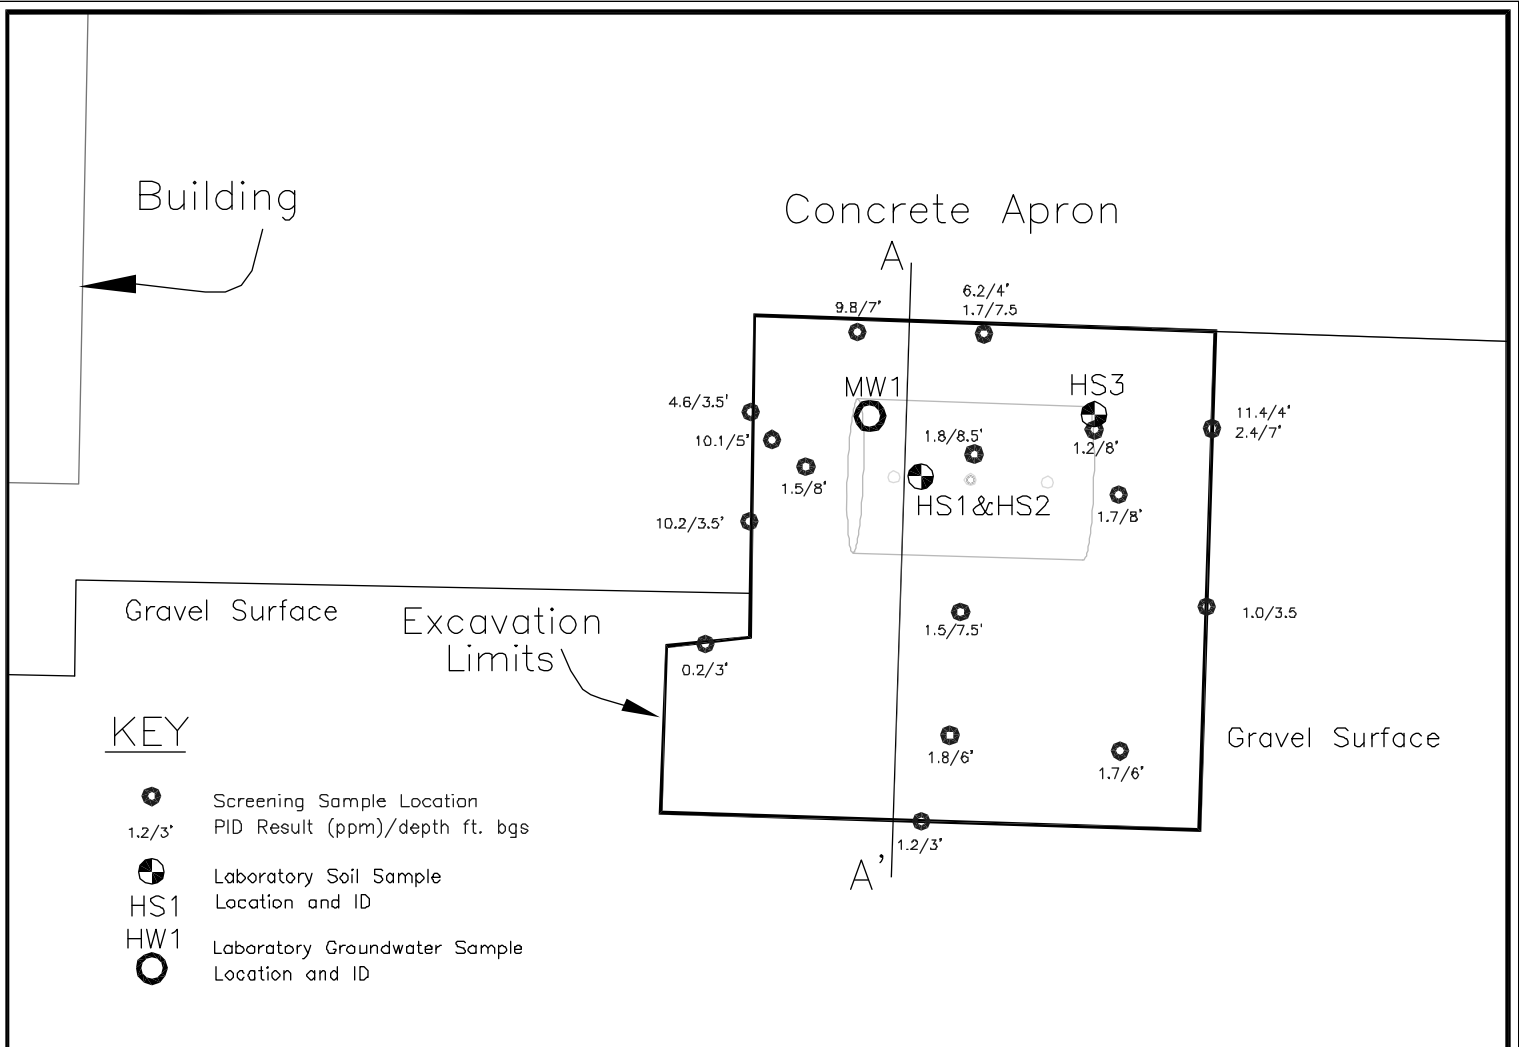 Building
Concrete Apron
A
6.2/4'
9.8/7'
1.7/7.5
MW1
HS3
4.6/3.5'
11.4/4'
10.1/5'
1.8/8.5'
2.4/7'
1.2/8'
1.5/8'
HS1&HS2
1.7/8'
10.2/3.5'
Gravel Surface
Excavation
Limits
1.5/7.5'
1.0/3.5
0.2/3'
KEY
Gravel Surface
1.8/6'
1.7/6'
Screening Sample Location
1.2/3'
PID Result (ppm)/depth ft. bgs
1.2/3'
A'
Laboratory Soil Sample
HS1
Location and ID
HW1
Laboratory Groundwater Sample
Location and ID